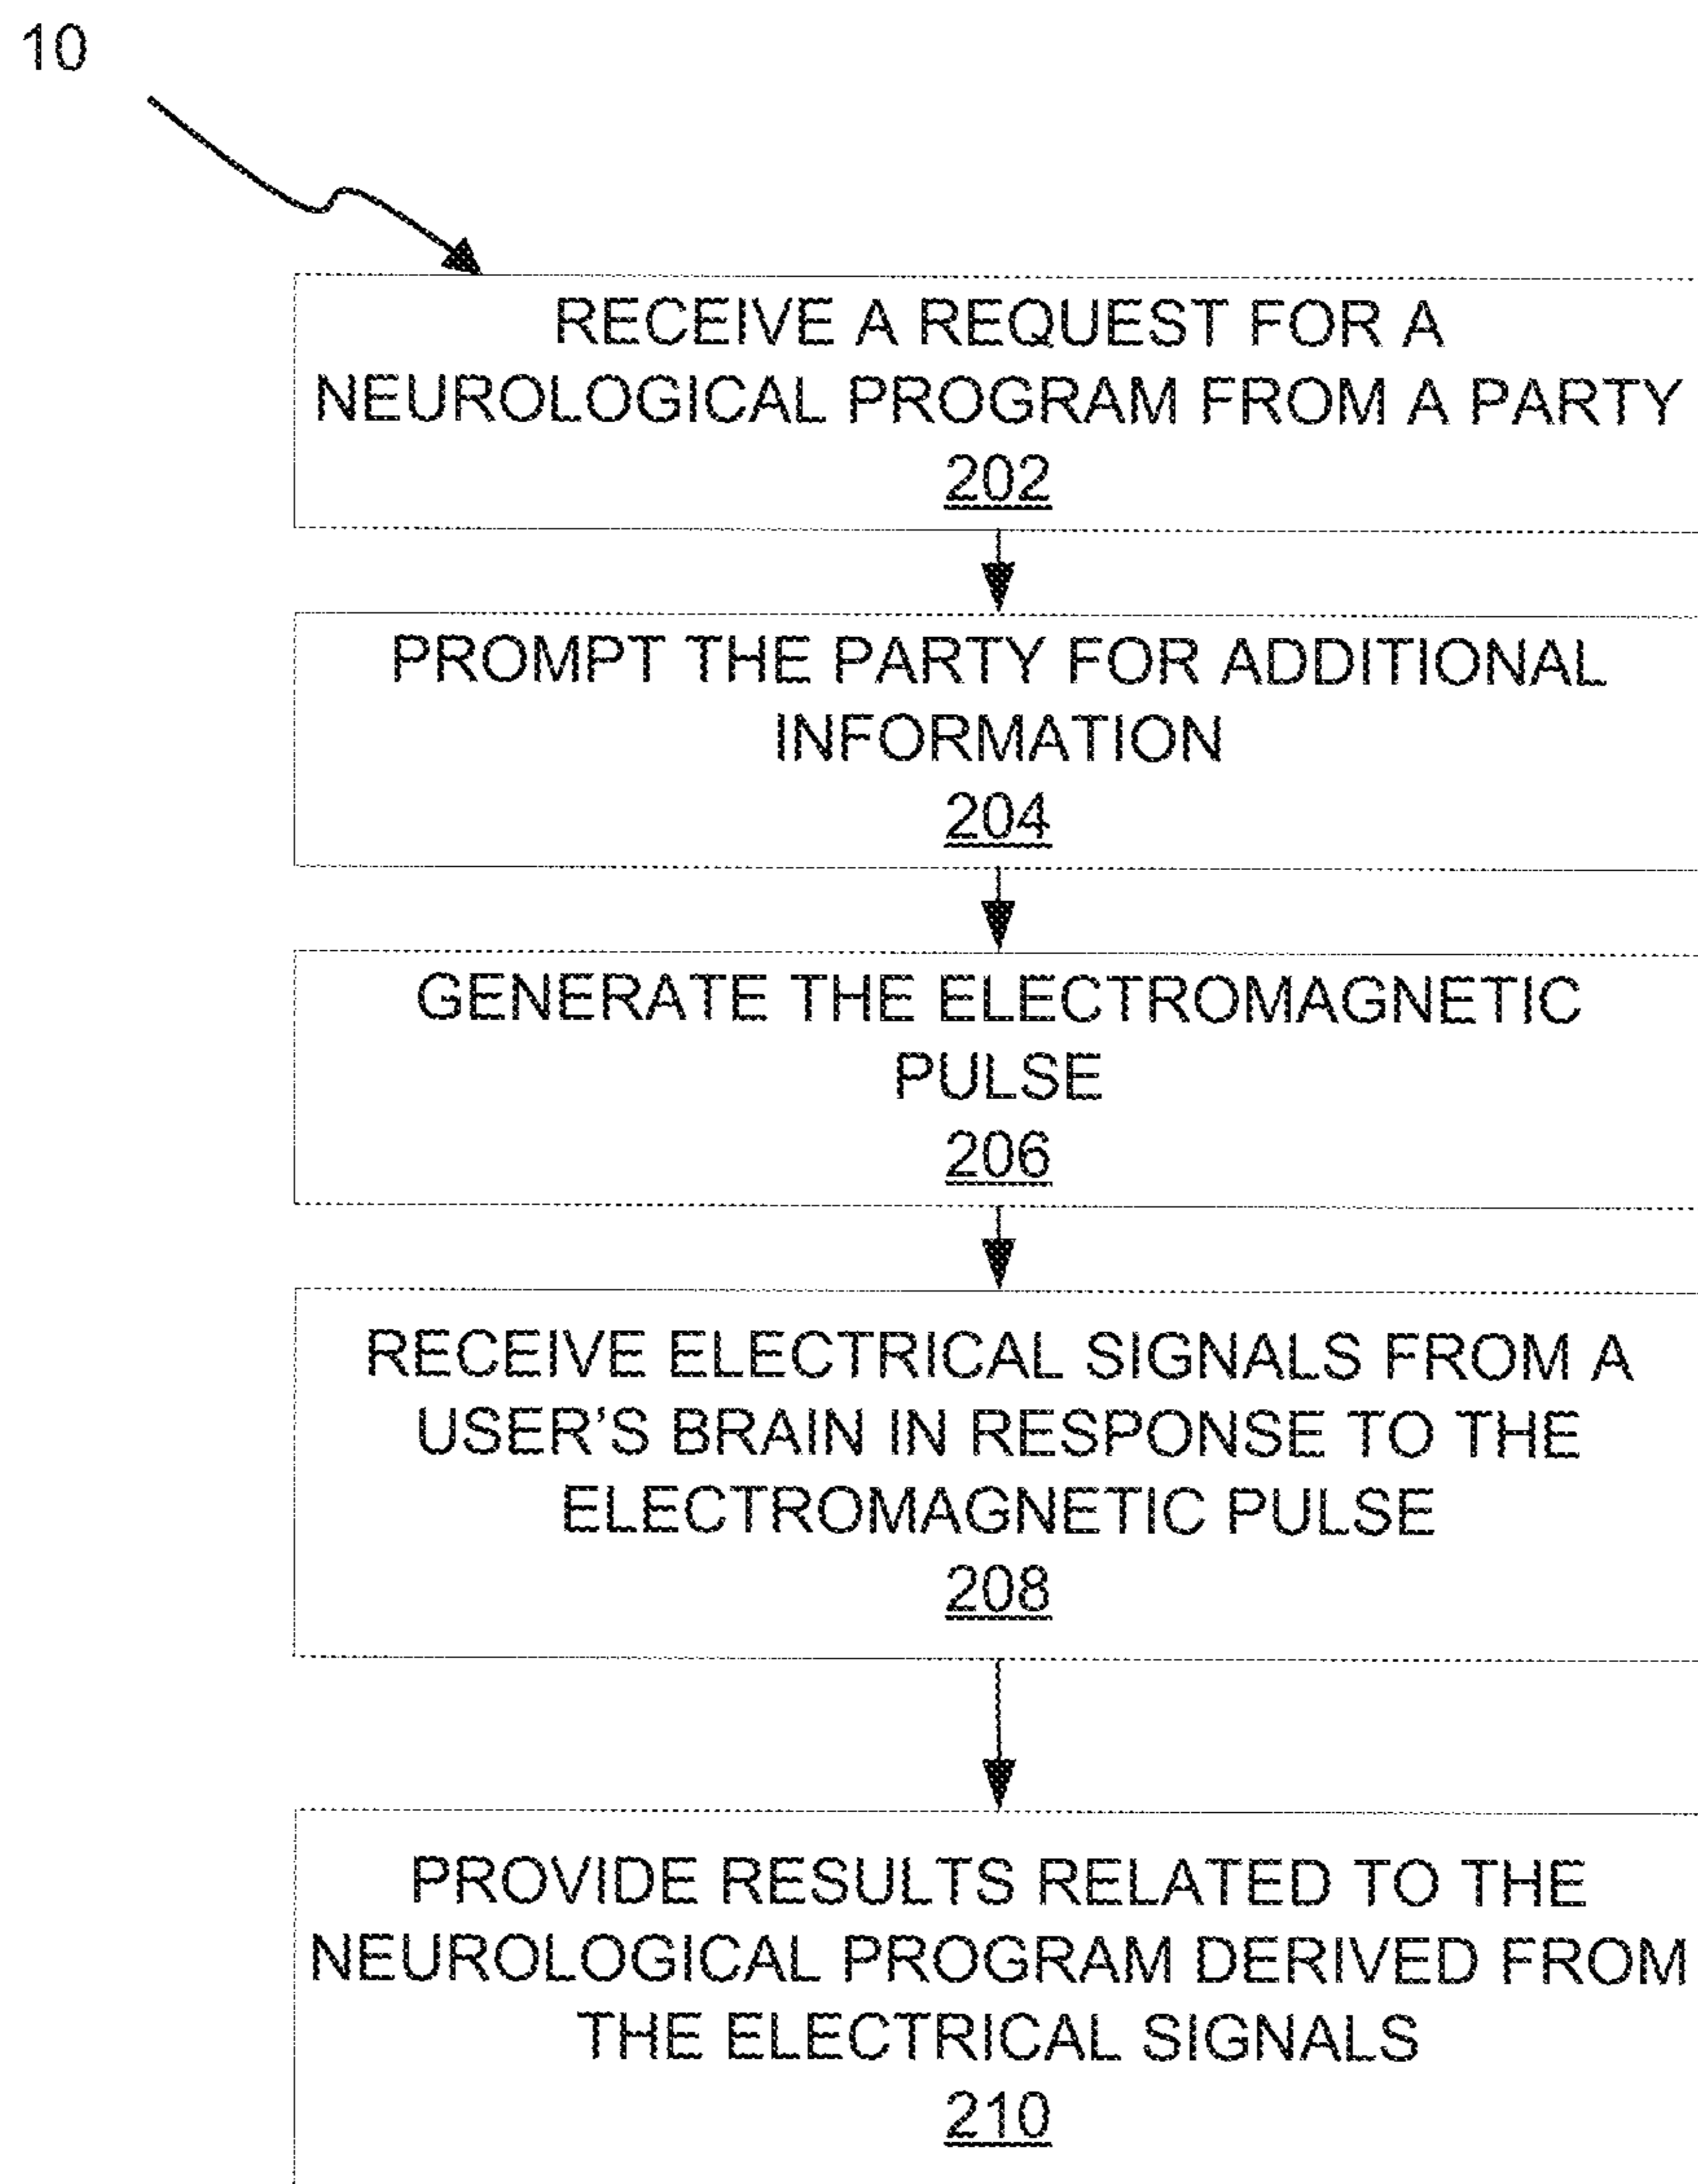 10
RECEIVE A REQUEST FOR A
NEUROLOGICAL PROGRAM FROM A PARTY
202
PROMPT THE PARTY FOR ADDITIONAL
INFORMATION
204
GENERATE THE ELECTROMAGNETIC
PULSE
206
RECEIVE ELECTRICAL SIGNALS FROM A
USER'S BRAIN IN RESPONSE TO THE
ELECTROMAGNETIC PULSE
208
PROVIDE RESULTS RELATED TO THE
NEUROLOGICAL PROGRAM DERIVED FROM
THE ELECTRICAL SIGNALS
210